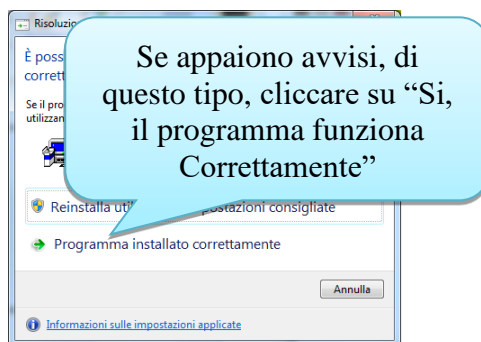 Risoluzio
È poss
corrett
Se il pro
utilizzan
Se appaiono avvisi, di
questo tipo, cliccare su “Si,
il programma funziona
Correttamente”
Reinstalla uti postazioni consigliate
Programma installato correttamente
Annulla
Informazioni sulle impostazioni applicate